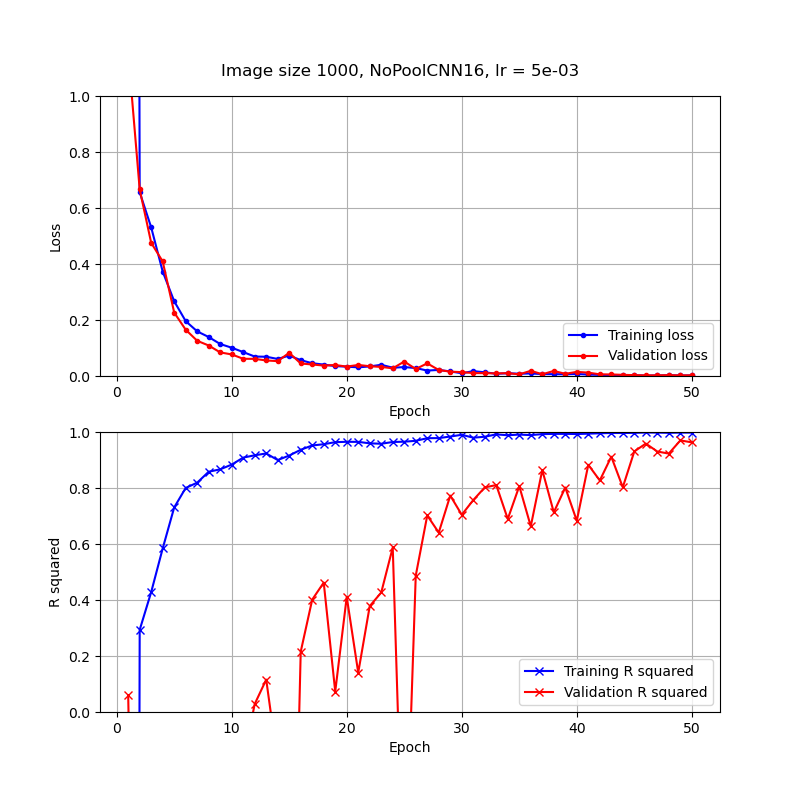 Image size 1000, NoPoolCNN16, lr = 5e-03
1.0
0.8
0.6
0.4
0.2
0.0
Loss
0 10 20 30 40 50
Epoch
Training loss
Validation loss
1.0
0.8
0.6
0.4
0.2
0.0
R squared
0 10 20 30 40 50
Epoch
Training R squared
Validation R squared